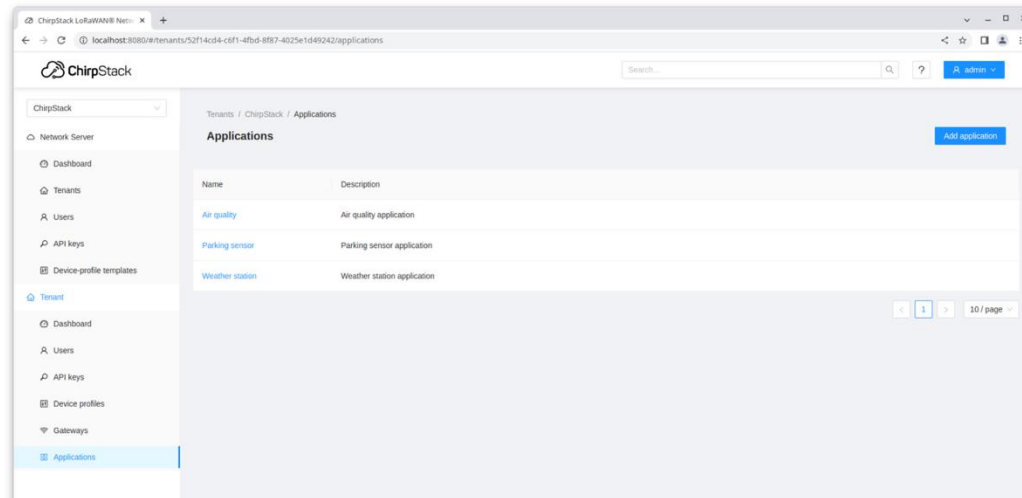 ChirpStack LoRaWAN® Netw
localhost:8080/#/tenants/52f14cd4-c6f1-4fbd-8f87-4025e1d49242/applications
ChirpStack
Search...
?
admin
ChirpStack
Network Server
Dashboard
Tenants
Users
API keys
Device-profile templates
Tenant
Dashboard
Users
API keys
Device profiles
Gateways
Applications
Tenants / ChirpStack / Applications
Applications
Add application
Name Description
Air quality Air quality application
Parking sensor Parking sensor application
Weather station Weather station application
< 1 > 10 / page